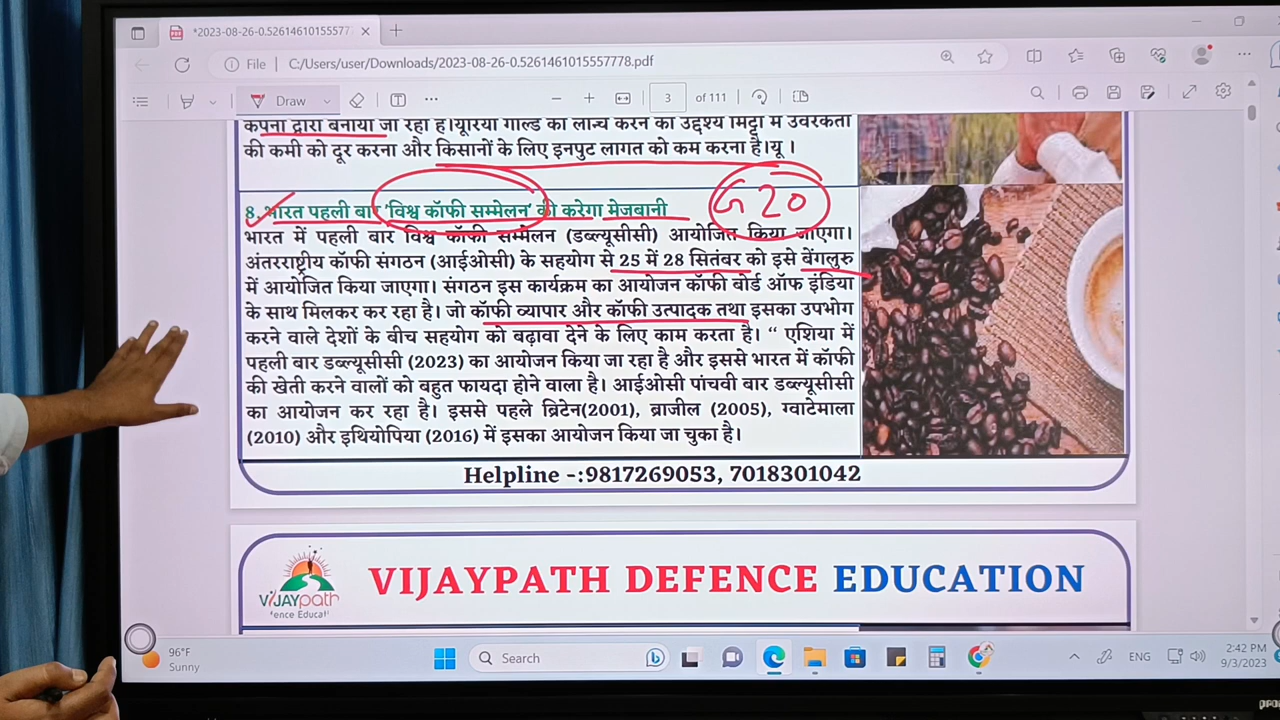 *2023-08-26-0.52614610155577
File
C:/Users/user/Downloads/2023-08-26-0.5261461015557778.pdf
Draw
3 of 111
कंपनी द्वारा बनाया जा रहा है।यूरिया गोल्ड को लॉन्च करने का उद्देश्य मिट्टी में उर्वरकता
की कमी को दूर करना और किसानों के लिए इनपुट लागत को कम करना है।यू ।
8. भारत पहली बार 'विश्व कॉफी सम्मेलन' की करेगा मेजबानी
G 20
भारत में पहली बार विश्व कॉफी सम्मेलन (डब्ल्यूसीसी) आयोजित किया जाएगा।
अंतरराष्ट्रीय कॉफी संगठन (आईओसी) के सहयोग से 25 में 28 सितंबर को इसे बेंगलुरु
में आयोजित किया जाएगा। संगठन इस कार्यक्रम का आयोजन कॉफी बोर्ड ऑफ इंडिया
के साथ मिलकर कर रहा है। जो कॉफी व्यापार और कॉफी उत्पादक तथा इसका उपभोग
करने वाले देशों के बीच सहयोग को बढ़ावा देने के लिए काम करता है। “ एशिया में
पहली बार डब्ल्यूसीसी (2023) का आयोजन किया जा रहा है और इससे भारत में कॉफी
की खेती करने वालों को बहुत फायदा होने वाला है। आईओसी पांचवी बार डब्ल्यूसीसी
का आयोजन कर रहा है। इससे पहले ब्रिटेन(2001), ब्राजील (2005), ग्वाटेमाला
(2010) और इथियोपिया (2016) में इसका आयोजन किया जा चुका है।
Helpline -:9817269053, 7018301042
VIJAYpath
ence Educati
VIJAYPATH DEFENCE EDUCATION
96°F
Sunny
Search
ENG
2:42 PM
9/3/2023